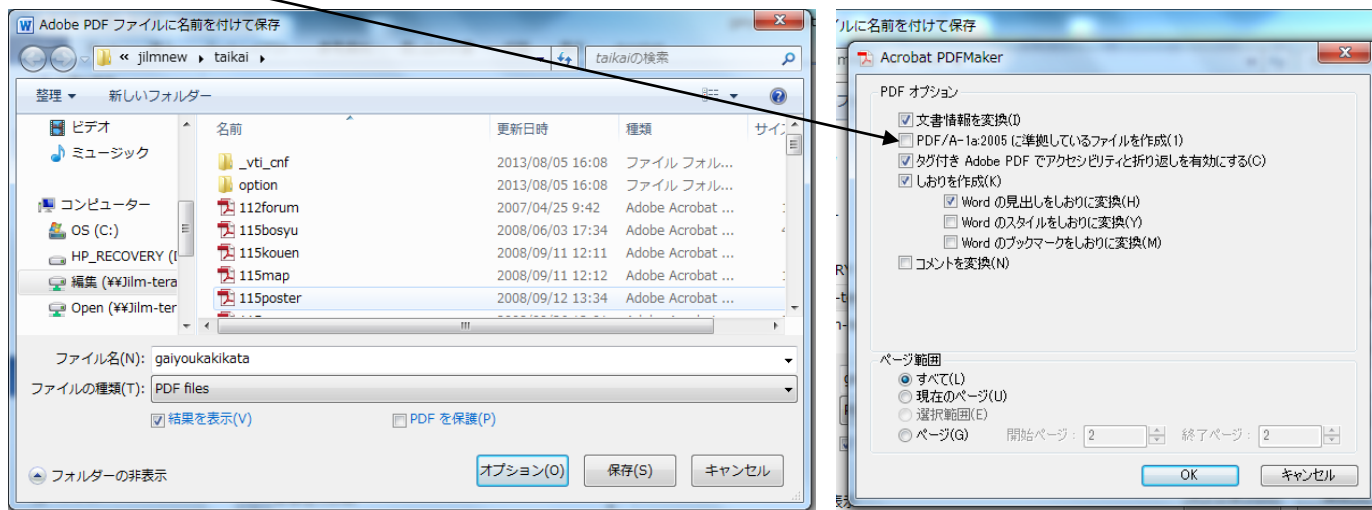 Adobe PDF ファイルに名前を付けて保存
« jilmnew ▸ taikai ▸
taikaiの検索
整理 ▼ 新しいフォルダー
ビデオ
ミュージック
コンピューター
OS (C:)
HP_RECOVERY (
編集 (¥¥Jilm-tera
Open (¥¥Jilm-ter
名前 更新日時 種類 サイ
_vti_cnf 2013/08/05 16:08 ファイル フォル...
option 2013/08/05 16:08 ファイル フォル...
112forum 2007/04/25 9:42 Adobe Acrobat ...
115bosyu 2008/06/03 17:34 Adobe Acrobat ...
115kouen 2008/09/11 12:11 Adobe Acrobat ...
115map 2008/09/11 12:12 Adobe Acrobat ...
115poster 2008/09/12 13:34 Adobe Acrobat ...
ファイル名(N): gaiyoukakikata
ファイルの種類(T): PDF files
結果を表示(V) PDF を保護(P)
フォルダーの非表示 オプション(O) 保存(S) キャンセル
ルに名前を付けて保存
Acrobat PDFMaker
PDF オプション
文書情報を変換(I)
PDF/A-1a:2005 に準拠しているファイルを作成(1)
タグ付き Adobe PDF でアクセシビリティと折り返しを有効にする(C)
しおりを作成(K)
Word の見出しをしおりに変換(H)
Word のスタイルをしおりに変換(Y)
Word のブックマークをしおりに変換(M)
コメントを変換(N)
ページ範囲
すべて(L)
現在のページ(U)
選択範囲(E)
ページ(G) 開始ページ : 2 終了ページ : 2
OK キャンセル